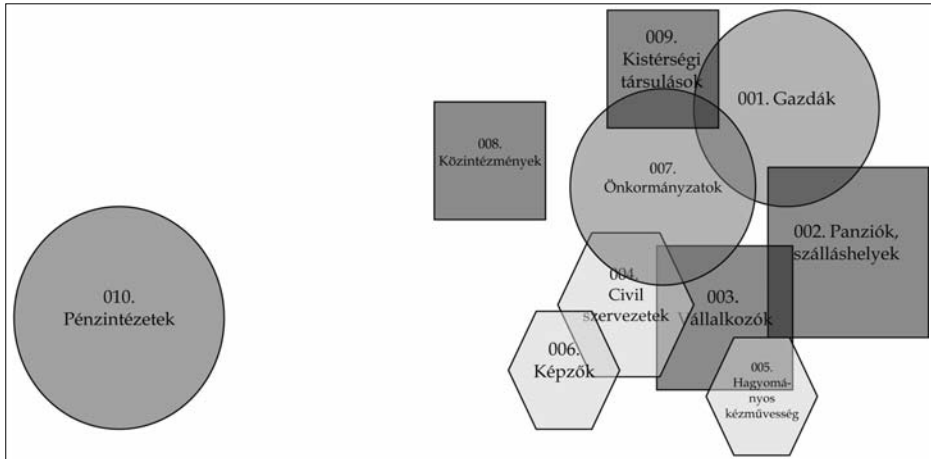 009.
Kistérségi
társulások
001. Gazdák
008.
Közintézmények
007.
Önkormányzatok
002. Panziók,
szálláshelyek
004.
Civil
szervezetek
003.
Vállalkozók
010.
Pénzintézetek
006.
Képzők
005.
Hagyomá-
nyos
kézművesség